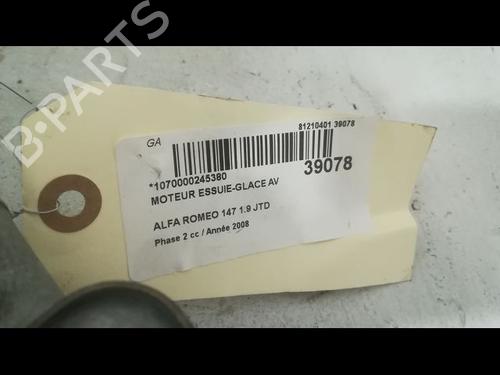 B-PARTS
GA
81210401 39078
*1070000245380
39078
MOTEUR ESSUIE-GLACE AV
ALFA ROMEO 147 1.9 JTD
Phase 2 cc / Année 2008